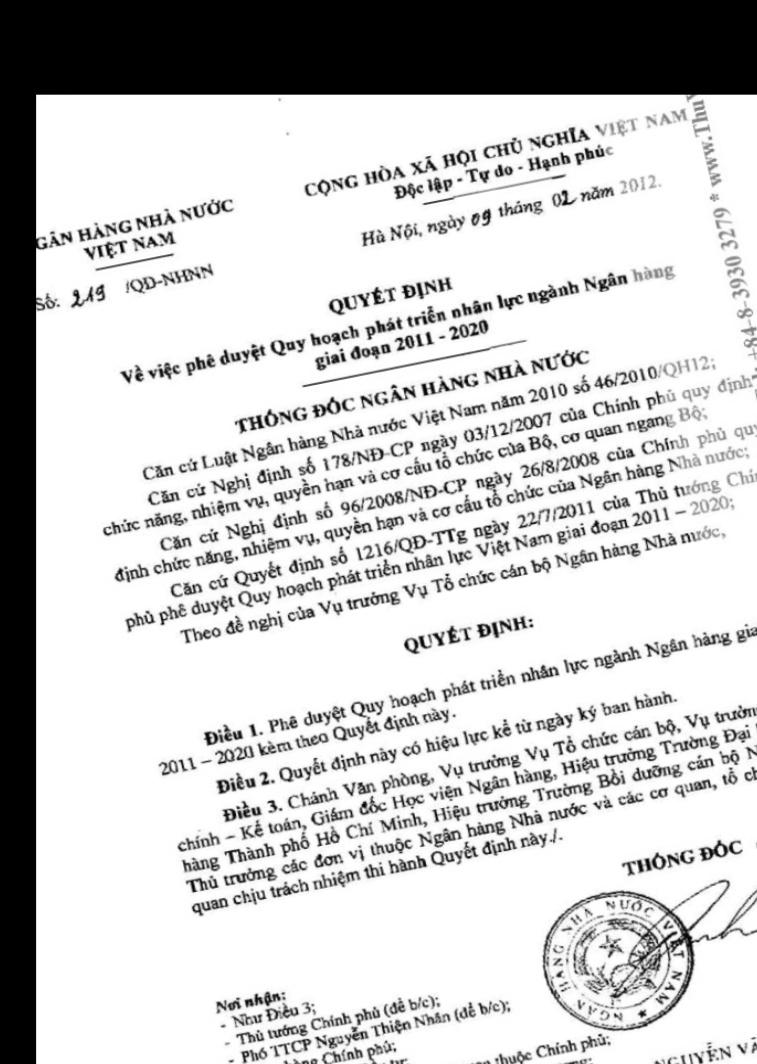 CỘNG HÒA XÃ HỘI CHỦ NGHĨA VIỆT NAM
Độc lập - Tự do - Hạnh phúc
GÂN HÀNG NHÀ NƯỚC
VIỆT NAM
Hà Nội, ngày 09 tháng 02 năm 2012.
Số: 219 /QĐ-NHNN
QUYẾT ĐỊNH
Về việc phê duyệt Quy hoạch phát triển nhân lực ngành Ngân hàng
giai đoạn 2011 - 2020
THỐNG ĐỐC NGÂN HÀNG NHÀ NƯỚC
Căn cứ Luật Ngân hàng Nhà nước Việt Nam năm 2010 số 46/2010/QH12;
Căn cứ Nghị định số 178/NĐ-CP ngày 03/12/2007 của Chính phủ quy định
chức năng, nhiệm vụ, quyền hạn và cơ cấu tổ chức của Bộ, cơ quan ngang Bộ;
Căn cứ Nghị định số 96/2008/NĐ-CP ngày 26/8/2008 của Chính phủ quy
định chức năng, nhiệm vụ, quyền hạn và cơ cấu tổ chức của Ngân hàng Nhà nước;
Căn cứ Quyết định số 1216/QĐ-TTg ngày 22/7/2011 của Thủ tướng Chín
phủ phê duyệt Quy hoạch phát triển nhân lực Việt Nam giai đoạn 2011 – 2020;
Theo đề nghị của Vụ trưởng Vụ Tổ chức cán bộ Ngân hàng Nhà nước,
QUYẾT ĐỊNH:
Điều 1. Phê duyệt Quy hoạch phát triển nhân lực ngành Ngân hàng gia
2011 – 2020 kèm theo Quyết định này.
Điều 2. Quyết định này có hiệu lực kể từ ngày ký ban hành.
Điều 3. Chánh Văn phòng, Vụ trưởng Vụ Tổ chức cán bộ, Vụ trưởn
chính – Kế toán, Giám đốc Học viện Ngân hàng, Hiệu trưởng Trường Đại
hàng Thành phố Hồ Chí Minh, Hiệu trưởng Trường Bồi dưỡng cán bộ N
Thủ trưởng các đơn vị thuộc Ngân hàng Nhà nước và các cơ quan, tổ ch
quan chịu trách nhiệm thi hành Quyết định này./.
THỐNG ĐỐC
NGÂN HÀNG NHÀ NƯỚC VIỆT NAM
Nơi nhận:
- Như Điều 3;
- Thủ tướng Chính phủ (để b/c);
- Phó TTCP Nguyễn Thiện Nhân (để b/c);
Chính phủ;
thuộc Chính phủ;
NGUYỄN VĂ
+84-8-3930 3279 * www.Thu